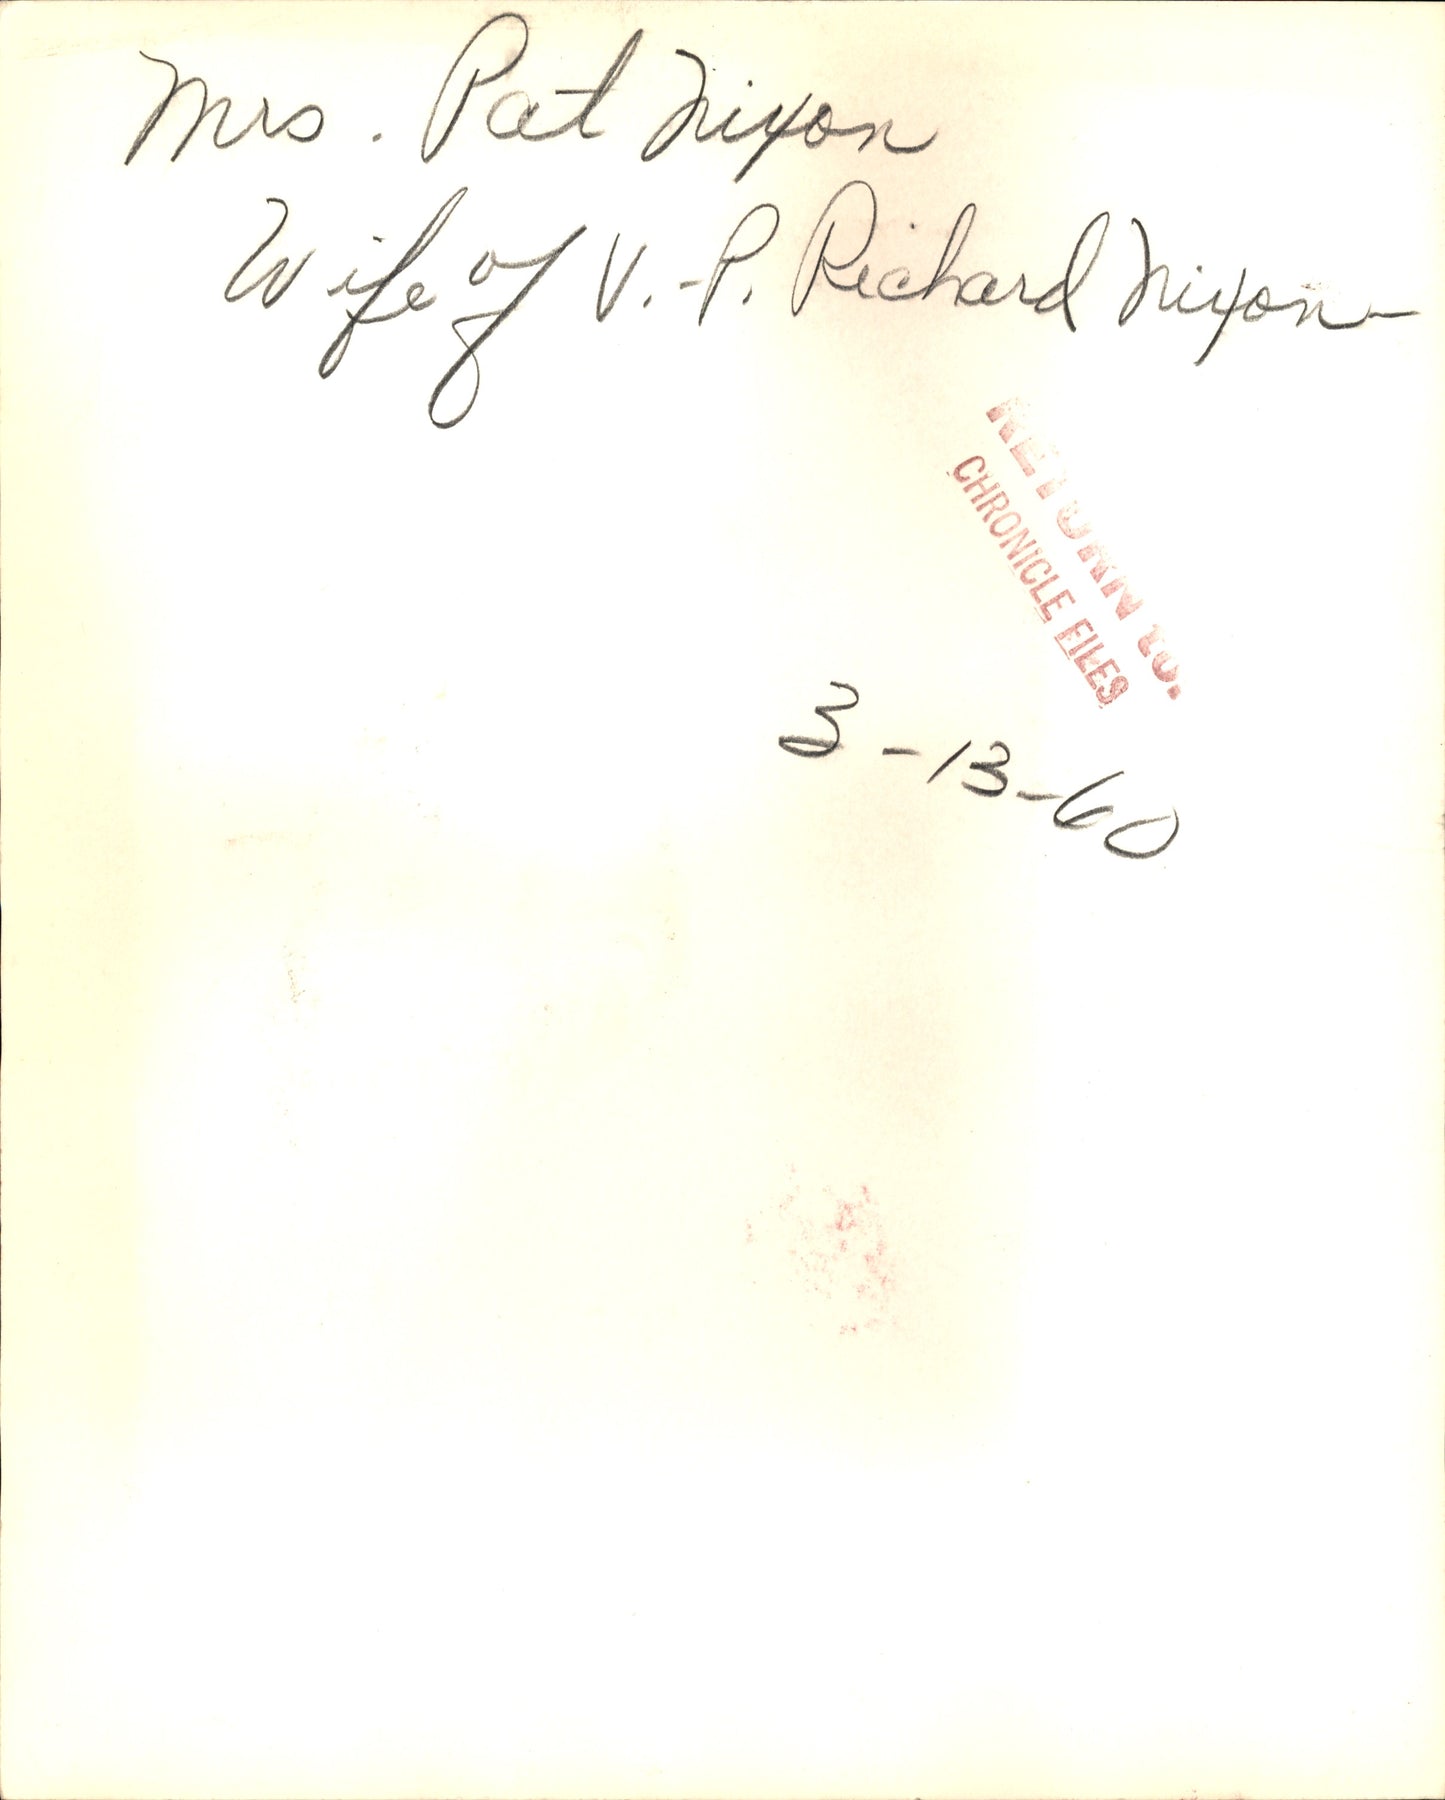 Mrs. Pat Nixon
Wife of V.-P. Richard Nixon-
RETURN TO.
CHRONICLE FILES
3-13-60